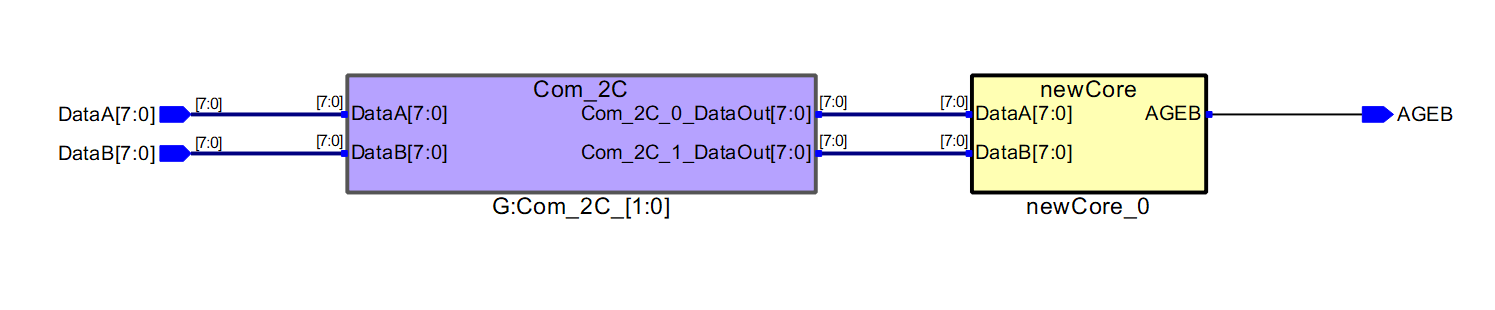 Com_2C
newCore
DataA[7:0] [7:0] [7:0] DataA[7:0] Com_2C_0_DataOut[7:0] [7:0] [7:0] DataA[7:0] AGEB AGEB
DataB[7:0] [7:0] [7:0] DataB[7:0] Com_2C_1_DataOut[7:0] [7:0] [7:0] DataB[7:0]
G:Com_2C_[1:0]
newCore_0